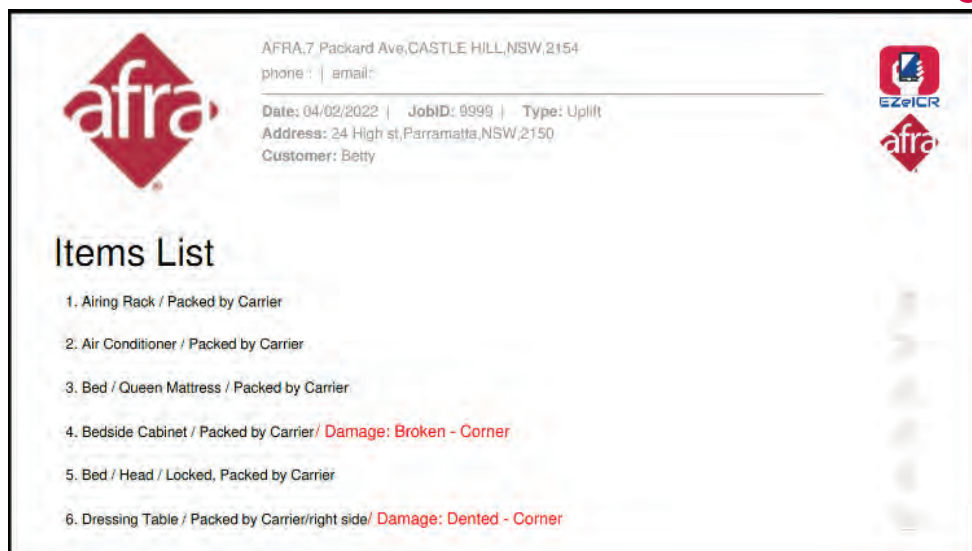 afra
®
AFRA,7 Packard Ave,CASTLE HILL,NSW,2154
phone : | email:
Date: 04/02/2022 | JobID: 9999 | Type: Uplift
Address: 24 High st,Parramatta,NSW,2150
Customer: Betty
EZeICR
afra
Items List
1. Airing Rack / Packed by Carrier
2. Air Conditioner / Packed by Carrier
3. Bed / Queen Mattress / Packed by Carrier
4. Bedside Cabinet / Packed by Carrier/ Damage: Broken - Corner
5. Bed / Head / Locked, Packed by Carrier
6. Dressing Table / Packed by Carrier/right side/ Damage: Dented - Corner